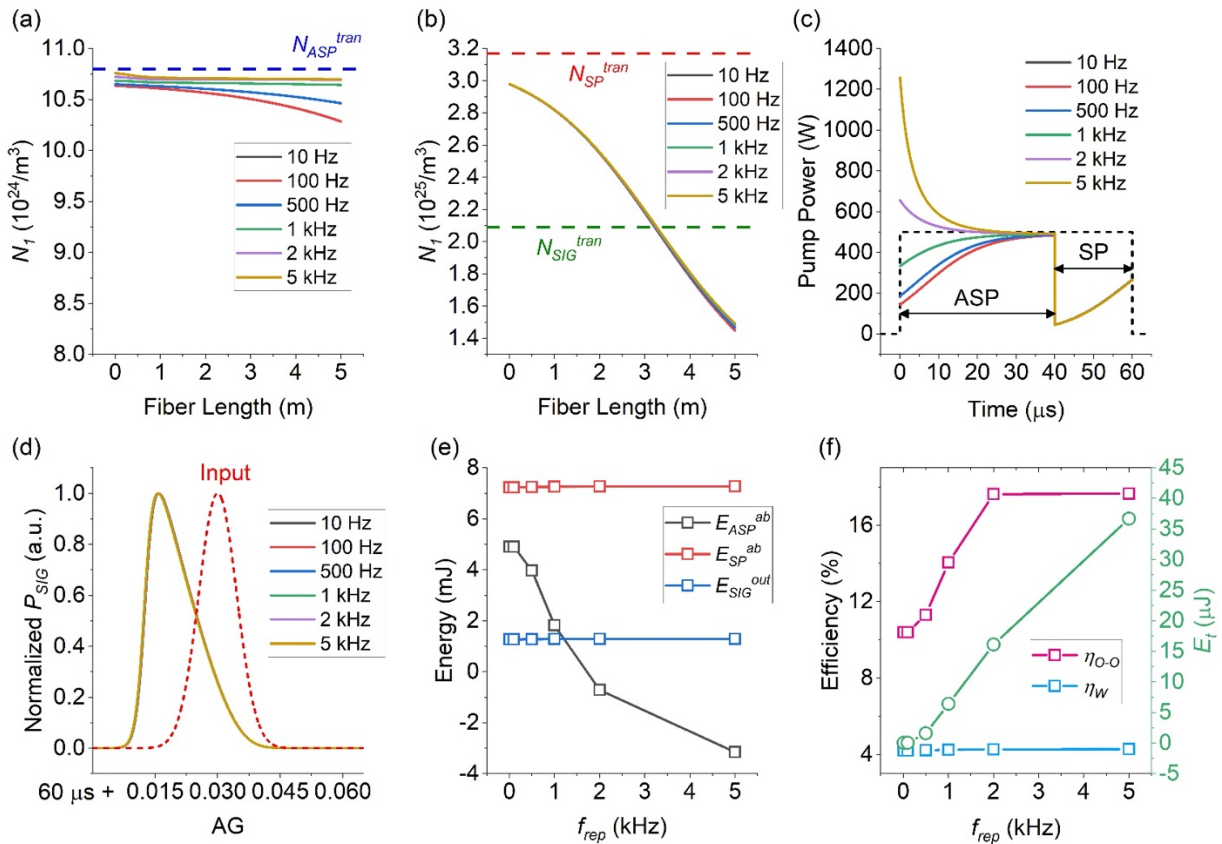 (a)
11.0
10.5
10.0
9.5
9.0
8.5
8.0
N_ASP^tran
10 Hz
100 Hz
500 Hz
1 kHz
2 kHz
5 kHz
N_1 (10^24/m^3)
0 1 2 3 4 5
Fiber Length (m)
(b)
3.2
3.0
2.8
2.6
2.4
2.2
2.0
1.8
1.6
1.4
N_SP^tran
10 Hz
100 Hz
500 Hz
1 kHz
2 kHz
5 kHz
N_SIG^tran
N_1 (10^25/m^3)
0 1 2 3 4 5
Fiber Length (m)
(c)
1400
1200
1000
800
600
400
200
0
10 Hz
100 Hz
500 Hz
1 kHz
2 kHz
5 kHz
SP
ASP
Pump Power (W)
0 10 20 30 40 50 60
Time (μs)
(d)
Input
1.0
0.8
0.6
0.4
0.2
0.0
10 Hz
100 Hz
500 Hz
1 kHz
2 kHz
5 kHz
Normalized P_SIG (a.u.)
60 μs + 0.015 0.030 0.045 0.060
AG
(e)
8
6
4
2
0
-2
-4
E_ASP^ab
E_SP^ab
E_SIG^out
Energy (mJ)
0 1 2 3 4 5
f_rep (kHz)
(f)
16
12
8
4
Efficiency (%)
η_O-O
η_W
45
40
35
30
25
20
15
10
5
0
-5
E_t (μJ)
0 1 2 3 4 5
f_rep (kHz)